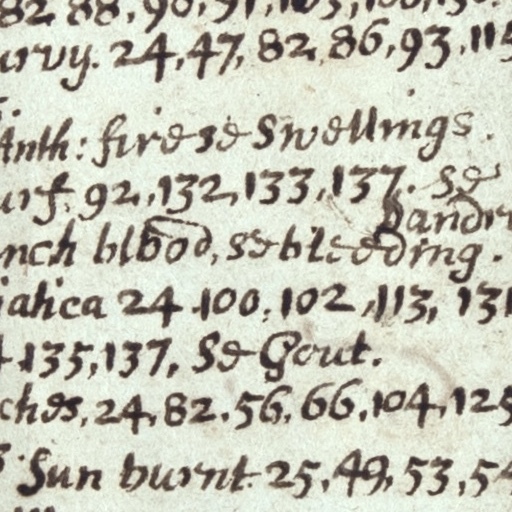 82, 88, 90, 91, 103, 106, 130.
urvy. 24, 47, 82, 86, 93, 115
Anth: fire se Swellings.
urf. 92, 132, 133, 137. se
Dandr
nch blood, se bleeding.
iatica 24. 100, 102, 113, 131
135, 137, Se Gout.
ches, 24, 82, 56, 66, 104, 125
Sun burnt. 25, 49, 53, 54